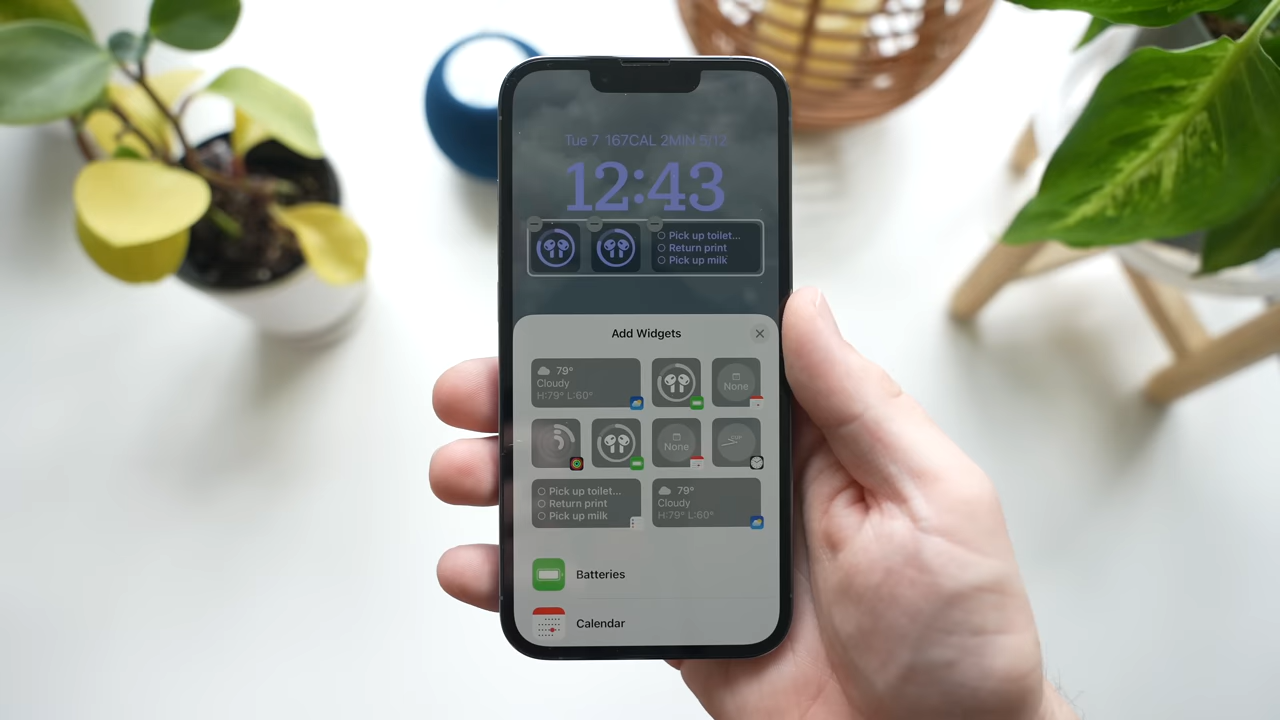 Tue 7 167CAL 2MIN 5/12
12:43
Pick up toilet...
Return print
Pick up milk
Add Widgets
79°
Cloudy
H:79° L:60°
None
None
CUP
Pick up toilet...
Return print
Pick up milk
79°
Cloudy
H:79° L:60°
Batteries
Calendar